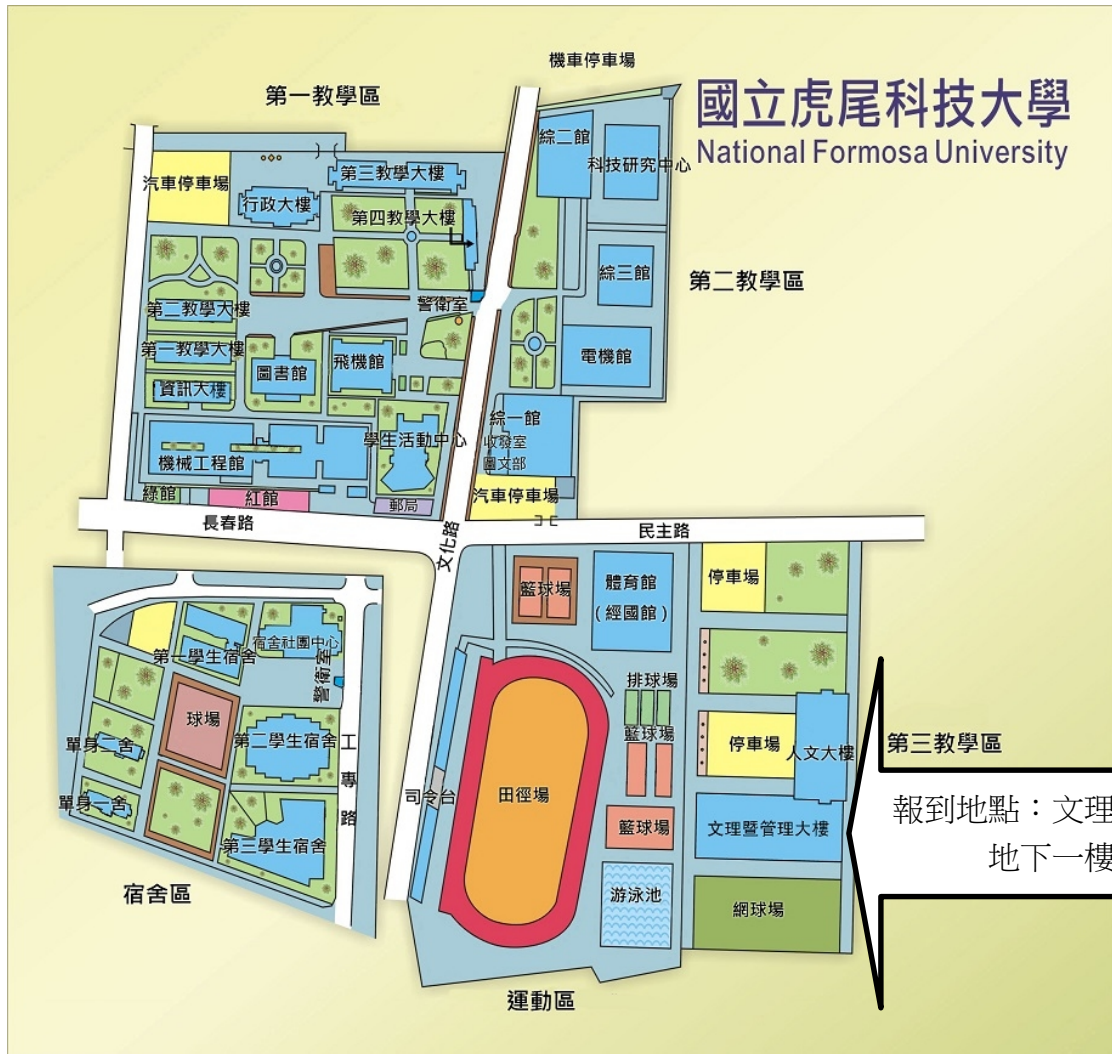 機車停車場
國立虎尾科技大學
National Formosa University
第一教學區
綜二館
科技研究中心
第三教學大樓
汽車停車場
行政大樓
第四教學大樓
綜三館
第二教學區
警衛室
第二教學大樓
第一教學大樓
圖書館
飛機館
電機館
資訊大樓
綜一館
收發室
圖文部
學生活動中心
機械工程館
綠館
紅館
郵局
汽車停車場
長春路
文化路
民主路
籃球場
體育館
(經國館)
停車場
第一學生宿舍
宿舍社團中心
警衛室
球場
排球場
籃球場
停車場
人文大樓
第三教學區
單身二舍
第二學生宿舍
工專路
單身一舍
司令台
田徑場
籃球場
文理暨管理大樓
報到地點:文理
地下一樓
第三學生宿舍
宿舍區
游泳池
網球場
運動區